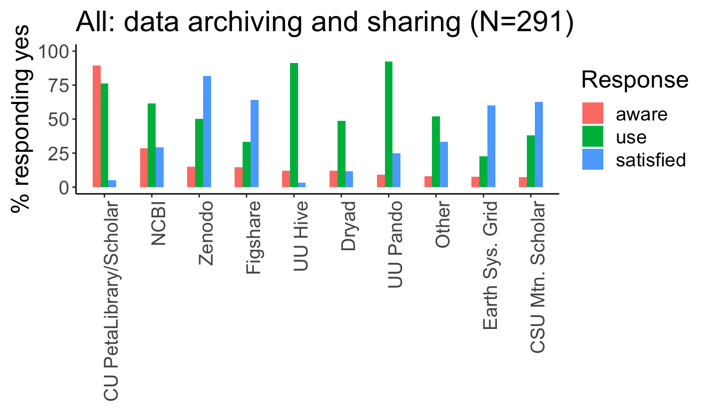 All: data archiving and sharing (N=291)
% responding yes
100
75
50
25
0
CU PetaLibrary/Scholar
NCBI
Zenodo
Figshare
UU Hive
Dryad
UU Pando
Other
Earth Sys. Grid
CSU Mtn. Scholar
Response
aware
use
satisfied